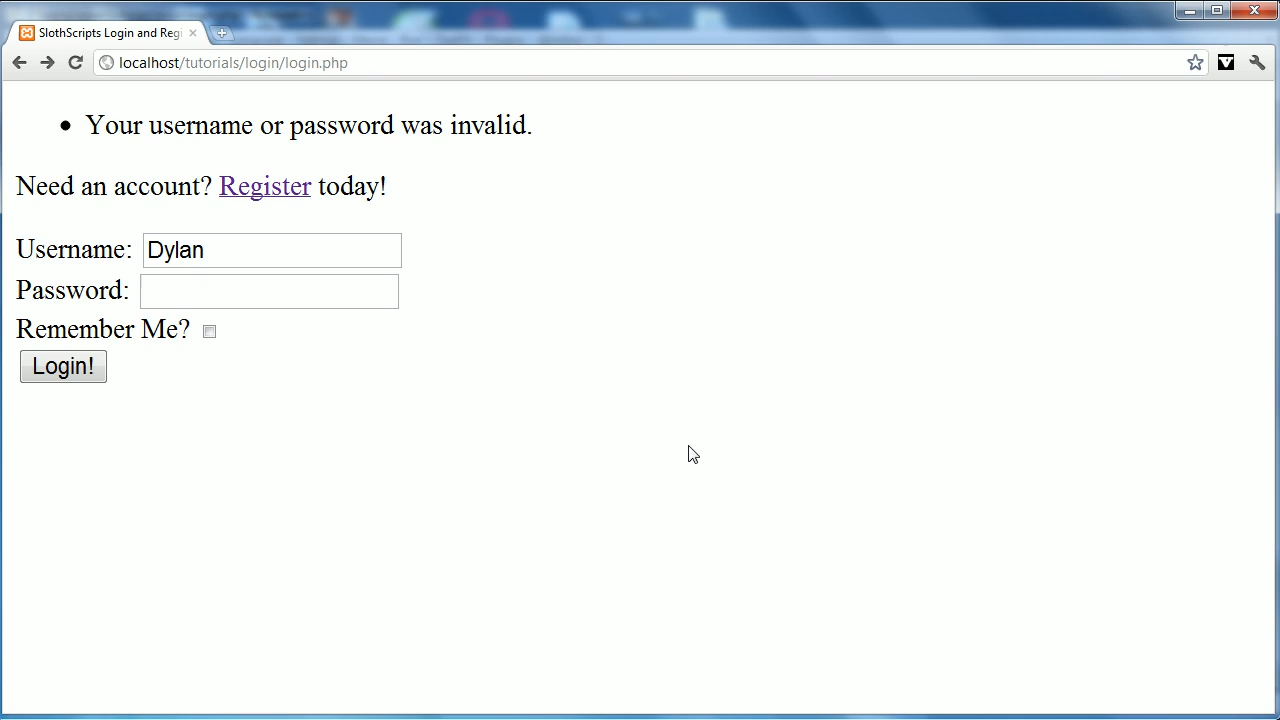 SlothScripts Login and Regi
localhost/tutorials/login/login.php
Your username or password was invalid.
Need an account? Register today!
Username: Dylan
Password:
Remember Me?
Login!